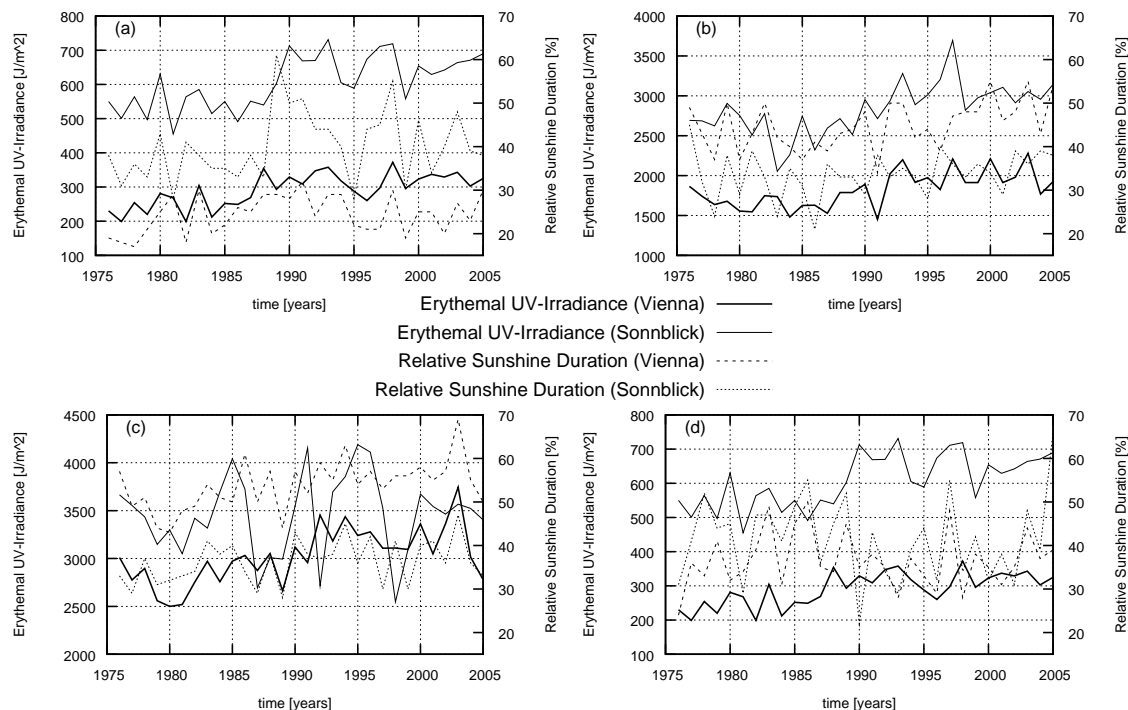 (a)
Erythemal UV-Irradiance [J/m^2]
800
700
600
500
400
300
200
100
Relative Sunshine Duration [%]
70
60
50
40
30
20
1975 1980 1985 1990 1995 2000 2005
time [years]
(b)
Erythemal UV-Irradiance [J/m^2]
4000
3500
3000
2500
2000
1500
1000
Relative Sunshine Duration [%]
70
60
50
40
30
20
1975 1980 1985 1990 1995 2000 2005
time [years]
Erythemal UV-Irradiance (Vienna)
Erythemal UV-Irradiance (Sonnblick)
Relative Sunshine Duration (Vienna)
Relative Sunshine Duration (Sonnblick)
(c)
Erythemal UV-Irradiance [J/m^2]
4500
4000
3500
3000
2500
2000
Relative Sunshine Duration [%]
70
60
50
40
30
20
1975 1980 1985 1990 1995 2000 2005
time [years]
(d)
Erythemal UV-Irradiance [J/m^2]
800
700
600
500
400
300
200
100
Relative Sunshine Duration [%]
70
60
50
40
30
20
1975 1980 1985 1990 1995 2000 2005
time [years]